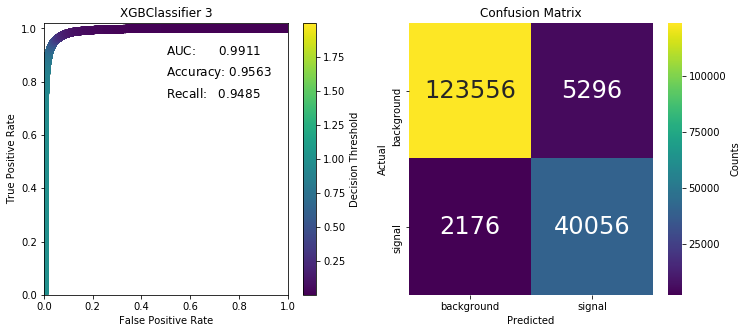 XGBClassifier 3
True Positive Rate
1.0
0.8
0.6
0.4
0.2
0.0
AUC: 0.9911
Accuracy: 0.9563
Recall: 0.9485
0.0 0.2 0.4 0.6 0.8 1.0
False Positive Rate
1.75
1.50
1.25
1.00
0.75
0.50
0.25
Decision Threshold
Confusion Matrix
Actual
background
signal
123556 5296
2176 40056
background signal
Predicted
100000
75000
50000
25000
Counts